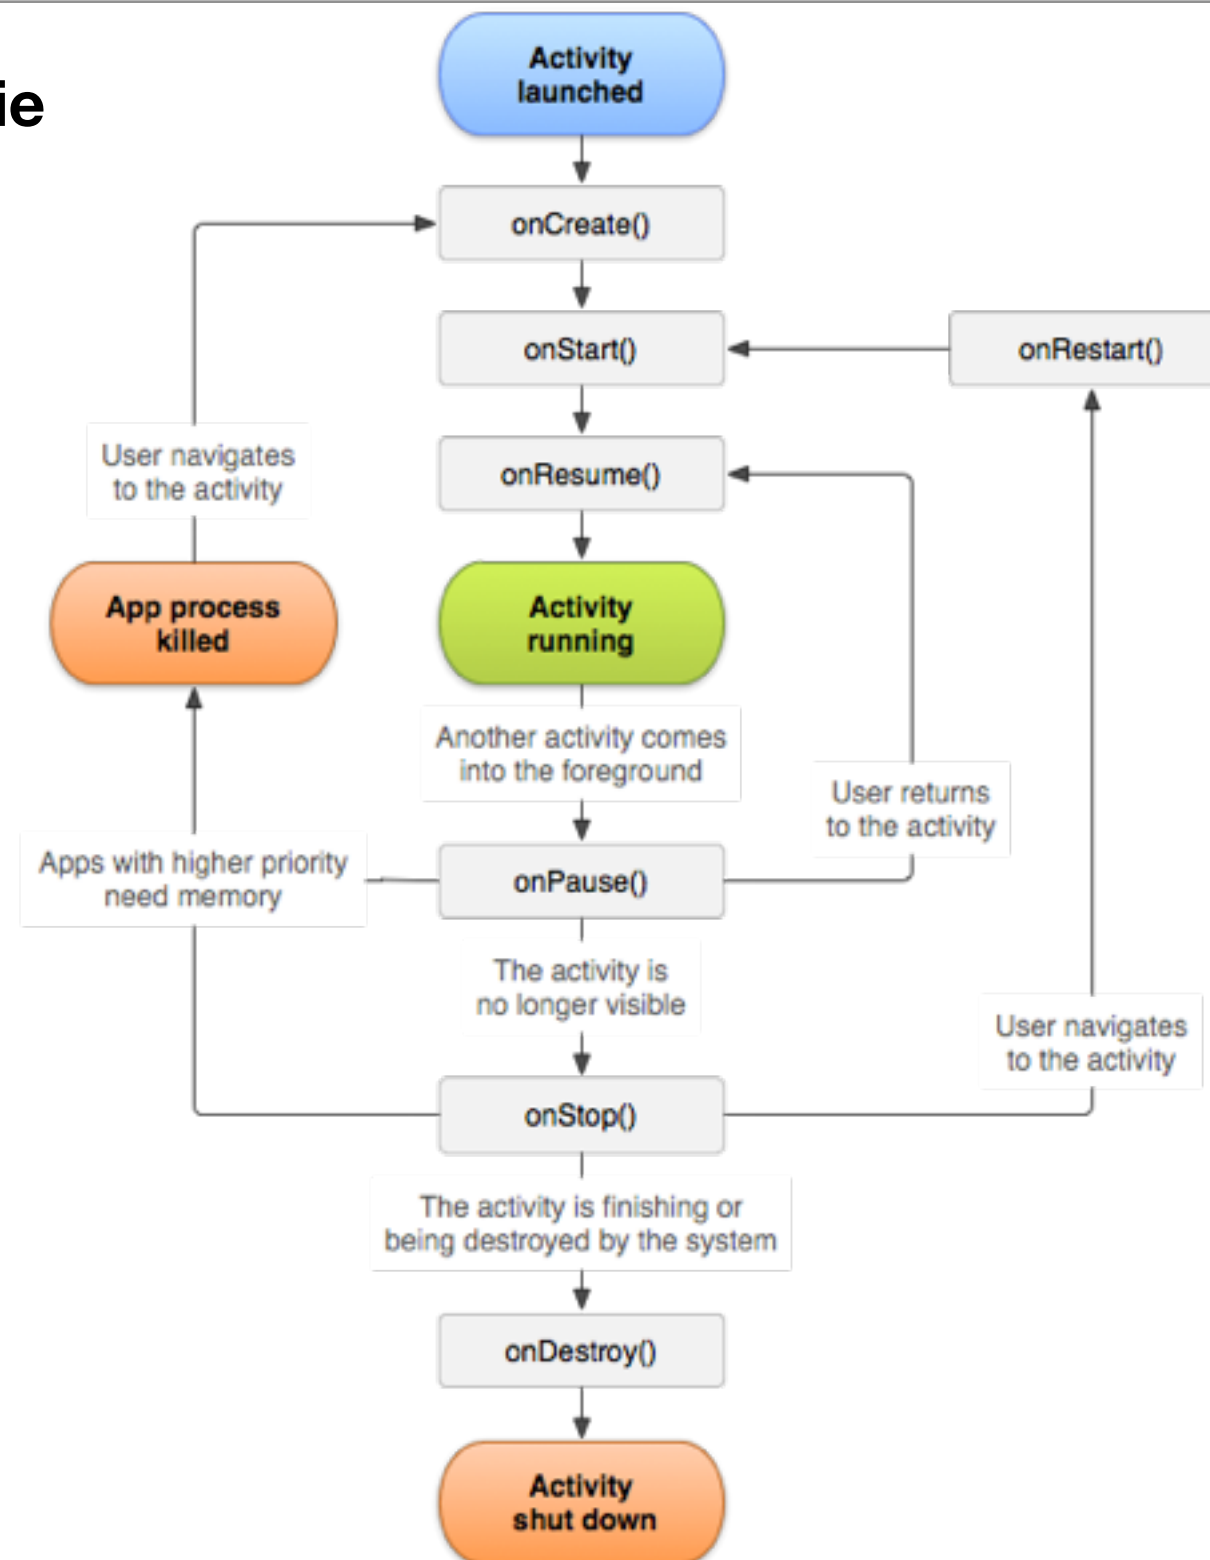 ie
Activity
launched
onCreate()
onStart()
onRestart()
User navigates
to the activity
onResume()
App process
killed
Activity
running
Another activity comes
into the foreground
User returns
to the activity
Apps with higher priority
need memory
onPause()
The activity is
no longer visible
User navigates
to the activity
onStop()
The activity is finishing or
being destroyed by the system
onDestroy()
Activity
shut down